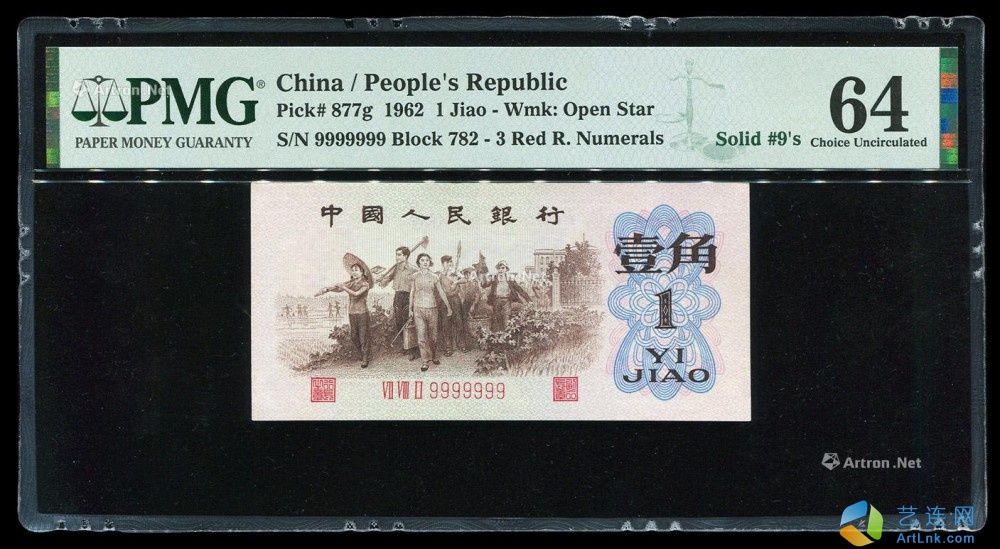 PMG®
PAPER MONEY GUARANTY
China / People's Republic
Pick# 877g 1962 1 Jiao - Wmk: Open Star
S/N 9999999 Block 782 - 3 Red R. Numerals
Solid #9's
64
Choice Uncirculated
中國人民銀行
壹角
1
YI
JIAO
VII VIII II 9999999
Artron.Net
Artron.Net
艺连网
ArtLnk.com